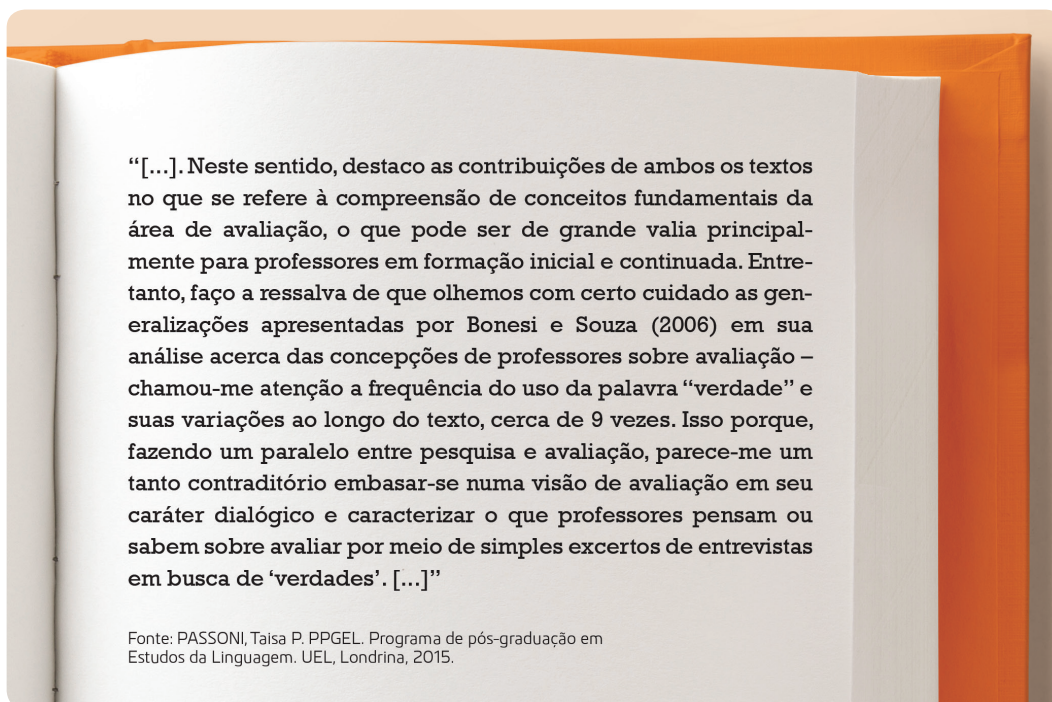 “[...]. Neste sentido, destaco as contribuições de ambos os textos
no que se refere à compreensão de conceitos fundamentais da
área de avaliação, o que pode ser de grande valia principal-
mente para professores em formação inicial e continuada. Entre-
tanto, faço a ressalva de que olhemos com certo cuidado as gen-
eralizações apresentadas por Bonesi e Souza (2006) em sua
análise acerca das concepções de professores sobre avaliação –
chamou-me atenção a frequência do uso da palavra “verdade” e
suas variações ao longo do texto, cerca de 9 vezes. Isso porque,
fazendo um paralelo entre pesquisa e avaliação, parece-me um
tanto contraditório embasar-se numa visão de avaliação em seu
caráter dialógico e caracterizar o que professores pensam ou
sabem sobre avaliar por meio de simples excertos de entrevistas
em busca de ‘verdades’. [...]”
Fonte: PASSONI, Taisa P. PPGEL. Programa de pós-graduação em
Estudos da Linguagem. UEL, Londrina, 2015.